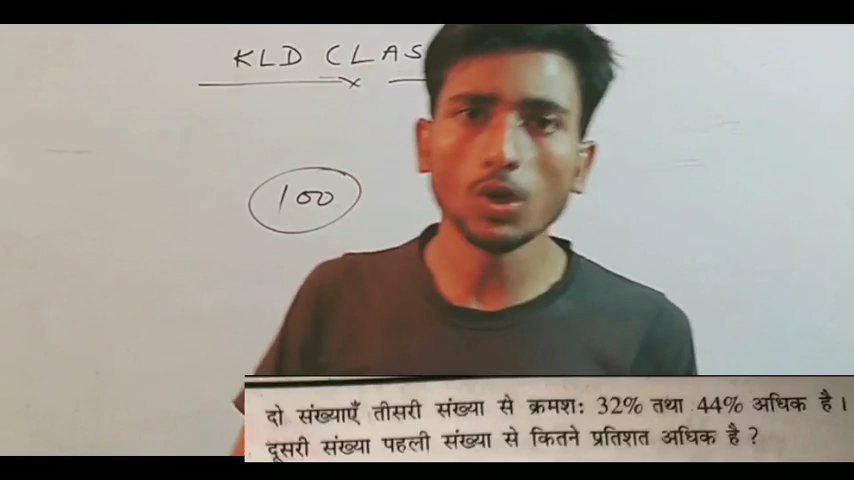 KLD CLAS
100
दो संख्याएँ तीसरी संख्या से क्रमश: 32% तथा 44% अधिक है ।
दूसरी संख्या पहली संख्या से कितने प्रतिशत अधिक है ?